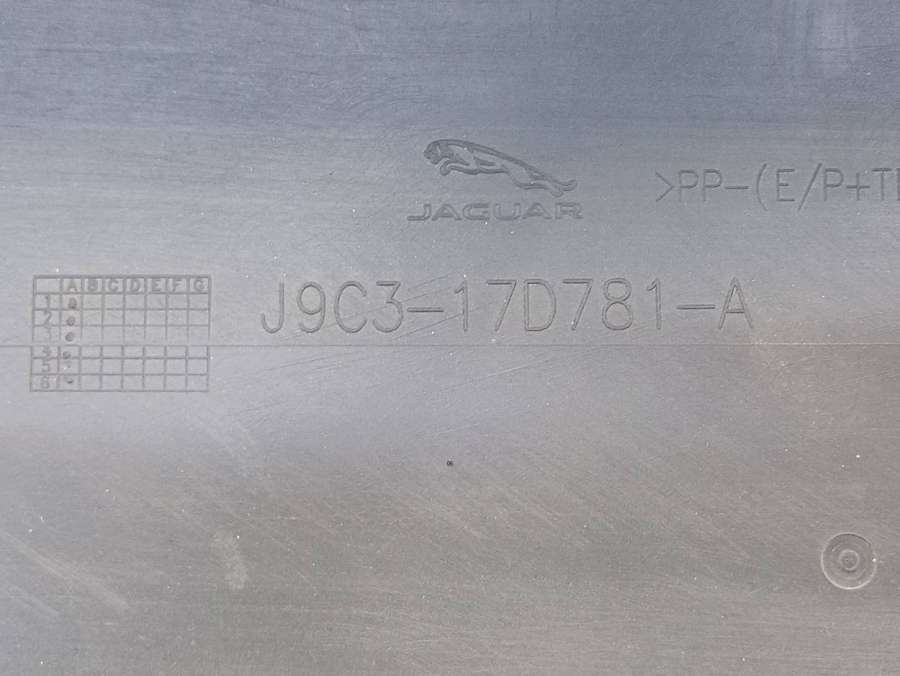 JAGUAR
>PP-(E/P+T
J9C3-17D781-A
A B C D E F G
1
2
3
4
5
6